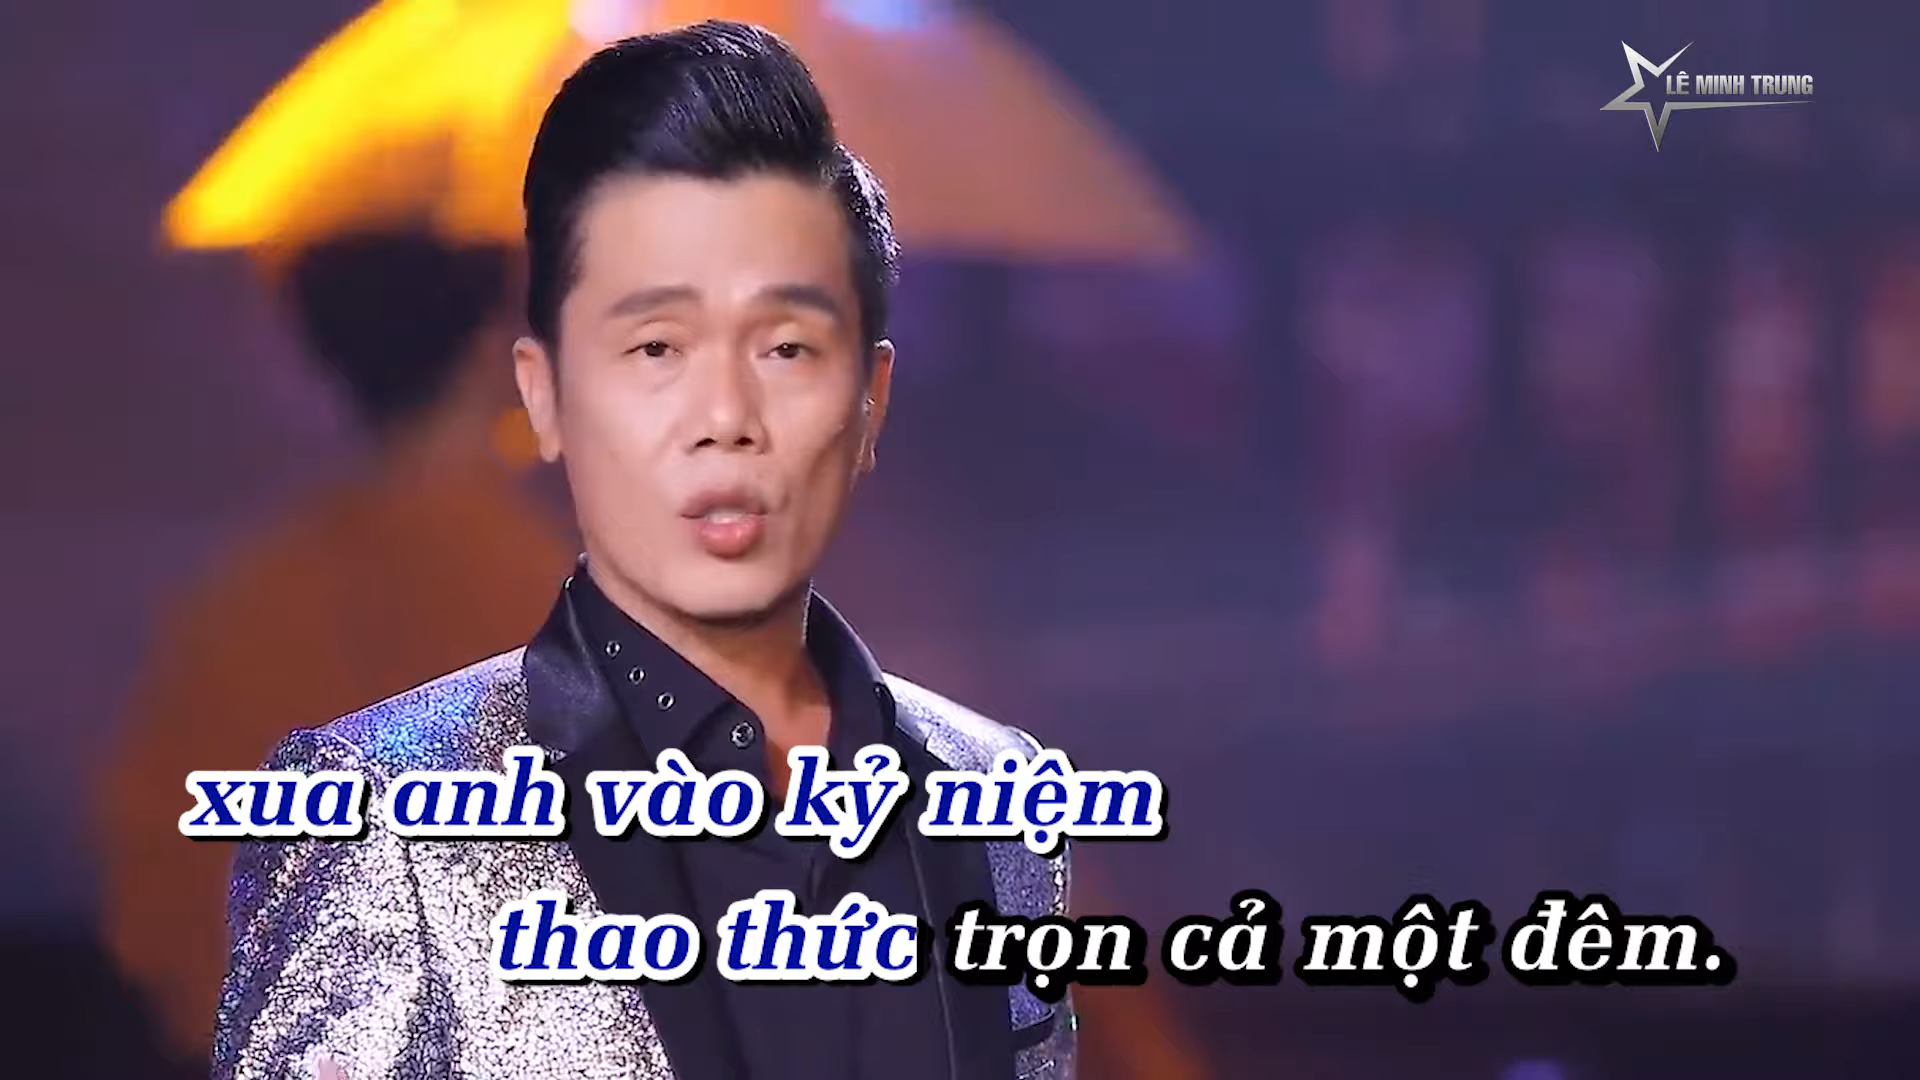 LÊ MINH TRUNG
xua anh vào kỷ niệm
thao thức trọn cả một đêm.